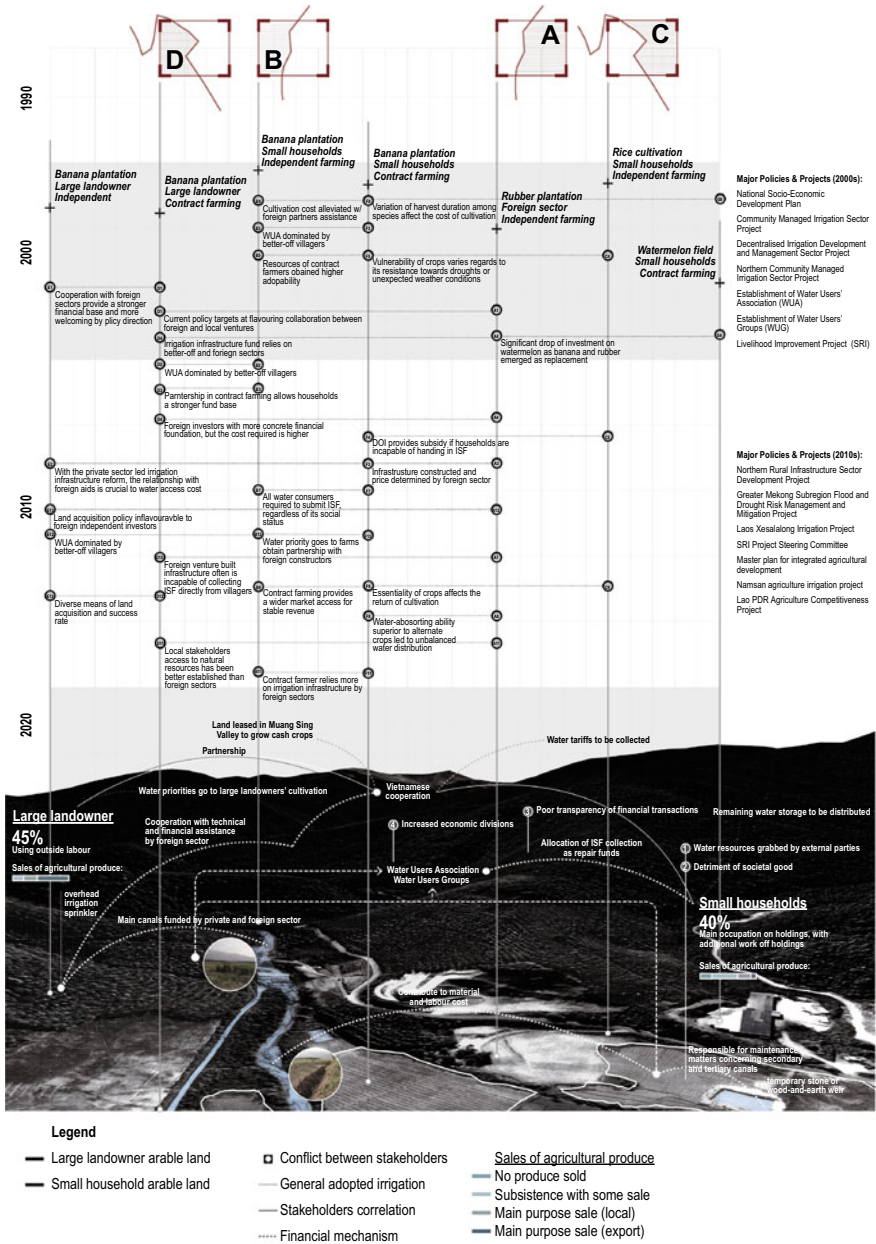 D
B
A
C
1990
2000
2010
2020
Banana plantation
Large landowner
Independent
Banana plantation
Large landowner
Contract farming
Banana plantation
Small households
Independent farming
Banana plantation
Small households
Contract farming
Rubber plantation
Foreign sector
Independent farming
Rice cultivation
Small households
Independent farming
Watermelon field
Small households
Contract farming
Cultivation cost alleviated w/
foreign partners assistance
Variation of harvest duration among
species affect the cost of cultivation
WUA dominated by
better-off villagers
Resources of contract
farmers obained higher
adopability
Vulnerability of crops varies regards to
its resistance towards droughts or
unexpected weather conditions
Cooperation with foreign
sectors provide a stronger
financial base and more
welcoming by plicy direction
Current policy targets at flavouring collaboration between
foreign and local ventures
Irrigation infrastructure fund relies on
better-off and foriegn sectors
Significant drop of investment on
watermelon as banana and rubber
emerged as replacement
WUA dominated by better-off villagers
Parntership in contract farming allows households
a stronger fund base
Foreign investors with more concrete financial
foundation, but the cost required is higher
DOI provides subsidy if households are
incapable of handing in ISF
With the private sector led irrigation
infrastructure reform, the relationship with
foreign aids is crucial to water access cost
Infrastrusture constructed and
price determined by foreign sector
All water consumers
required to submit ISF,
regardless of its social
status
Land acquisition policy inflavouravble to
foreign independent investors
WUA dominated by
better-off villagers
Water priority goes to farms
obtain partnership with
foreign constructors
Foreign venture built
infrastructure often is
incapable of collecting
ISF directly from villagers
Contract farming provides
a wider market access for
stable revenue
Essentiality of crops affects the
return of cultivation
Diverse means of land
acquisition and success
rate
Water-aborsting ability
superior to alternate
crops led to unbalanced
water distribution
Local stakeholders
access to natural
resources has been
better established than
foreign sectors
Contract farmer relies more
on irrigation infrastructure by
foreign sectors
Major Policies & Projects (2000s):
National Socio-Economic
Development Plan
Community Managed Irrigation Sector
Project
Decentralised Irrigation Development
and Management Sector Project
Northern Community Managed
Irrigation Sector Project
Establishment of Water Users'
Association (WUA)
Establishment of Water Users'
Groups (WUG)
Livelihood Improvement Project (SRI)
Major Policies & Projects (2010s):
Northern Rural Infrastructure Sector
Development Project
Greater Mekong Subregion Flood and
Drought Risk Management and
Mitigation Project
Laos Xesalalong Irrigation Project
SRI Project Steering Committee
Master plan for integrated agricultural
development
Namsan agriculture irrigation project
Lao PDR Agriculture Competitiveness
Project
Land leased in Muang Sing
Valley to grow cash crops
Partnership
Water tariffs to be collected
Water priorities go to large landowners' cultivation
Vietnamese
cooperation
Large landowner
45%
Using outside labour
Sales of agricultural produce:
Cooperation with technical
and financial assistance
by foreign sector
4 Increased economic divisions
3 Poor transparency of financial transactions
Remaining water storage to be distributed
Allocation of ISF collection
as repair funds
1 Water resources grabbed by external parties
2 Detriment of societal good
Water Users Association
Water Users Groups
overhead
irrigation
sprinkler
Main canals funded by private and foreign sector
Small households
40%
Main occupation on holdings, with
additional work off holdings
Sales of agricultural produce:
Contribute to material
and labour cost
Responsible for maintenance
matters concerning secondary
and tertiary canals
temporary stone or
wood-and-earth weir
Legend
Large landowner arable land
Small household arable land
Conflict between stakeholders
General adopted irrigation
Stakeholders correlation
Financial mechanism
Sales of agricultural produce
No produce sold
Subsistence with some sale
Main purpose sale (local)
Main purpose sale (export)